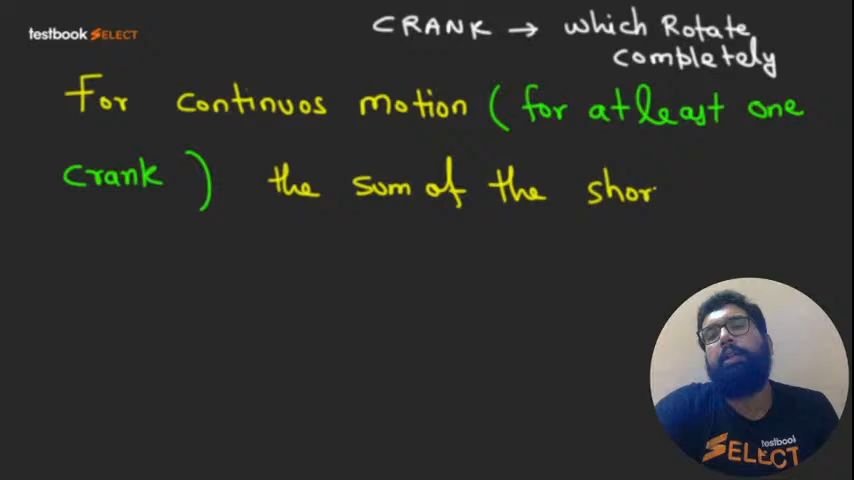 testbook SELECT
CRANK → which Rotate
completely
For continuos motion (for atleast one
crank) the sum of the shor
testbook
SELECT